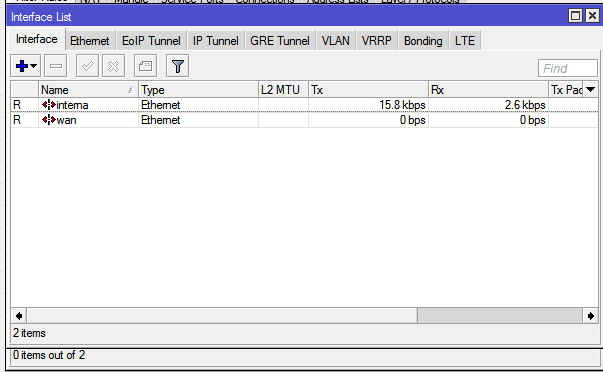 Interface List
Interface Ethernet EoIP Tunnel IP Tunnel GRE Tunnel VLAN VRRP Bonding LTE
Find
Name / Type L2 MTU Tx Rx Tx Pac
R interna Ethernet 15.8 kbps 2.6 kbps
R wan Ethernet 0 bps 0 bps
2 items
0 items out of 2